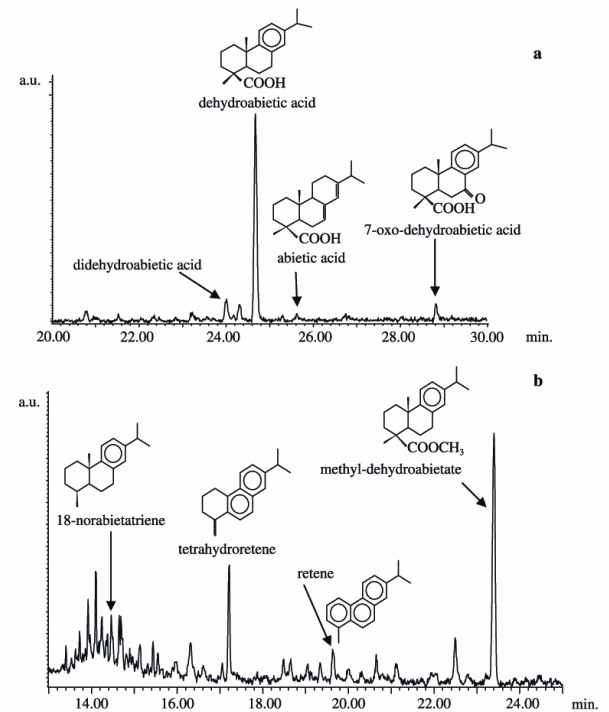 a
a.u.
COOH
dehydroabietic acid
COOH
abietic acid
O
COOH
7-oxo-dehydroabietic acid
didehydroabietic acid
20.00 22.00 24.00 26.00 28.00 30.00 min.
b
a.u.
COOCH3
methyl-dehydroabietate
18-norabietatriene
tetrahydroretene
retene
14.00 16.00 18.00 20.00 22.00 24.00 min.